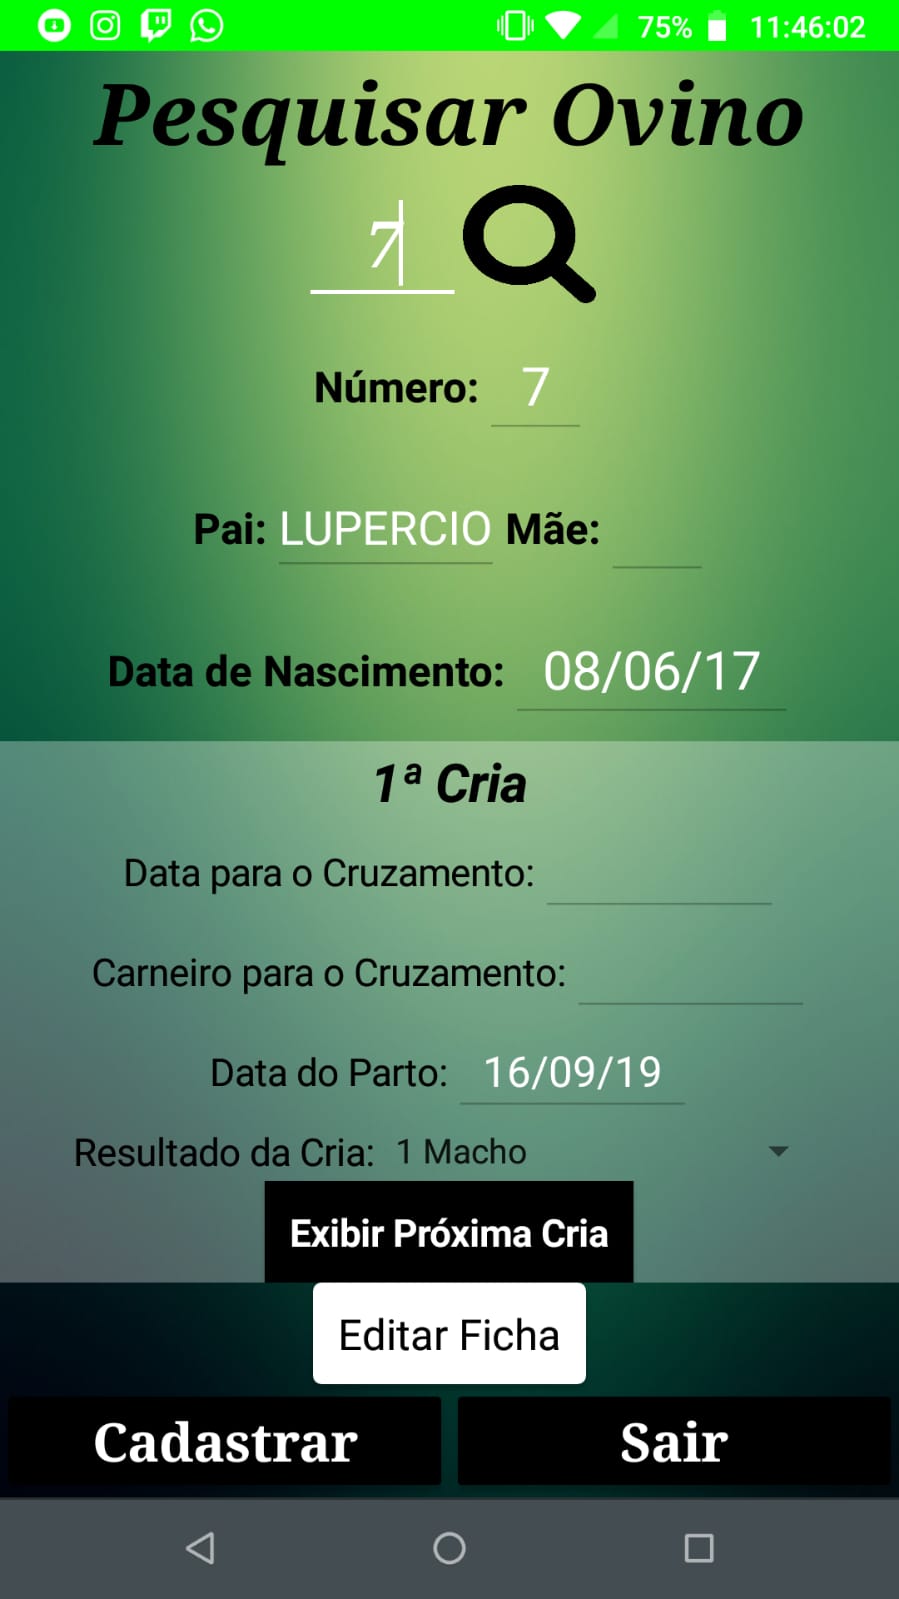 75% 11:46:02
Pesquisar Ovino
7
Número: 7
Pai: LUPERCIO Mãe:
Data de Nascimento: 08/06/17
1ª Cria
Data para o Cruzamento:
Carneiro para o Cruzamento:
Data do Parto: 16/09/19
Resultado da Cria: 1 Macho
Exibir Próxima Cria
Editar Ficha
Cadastrar Sair